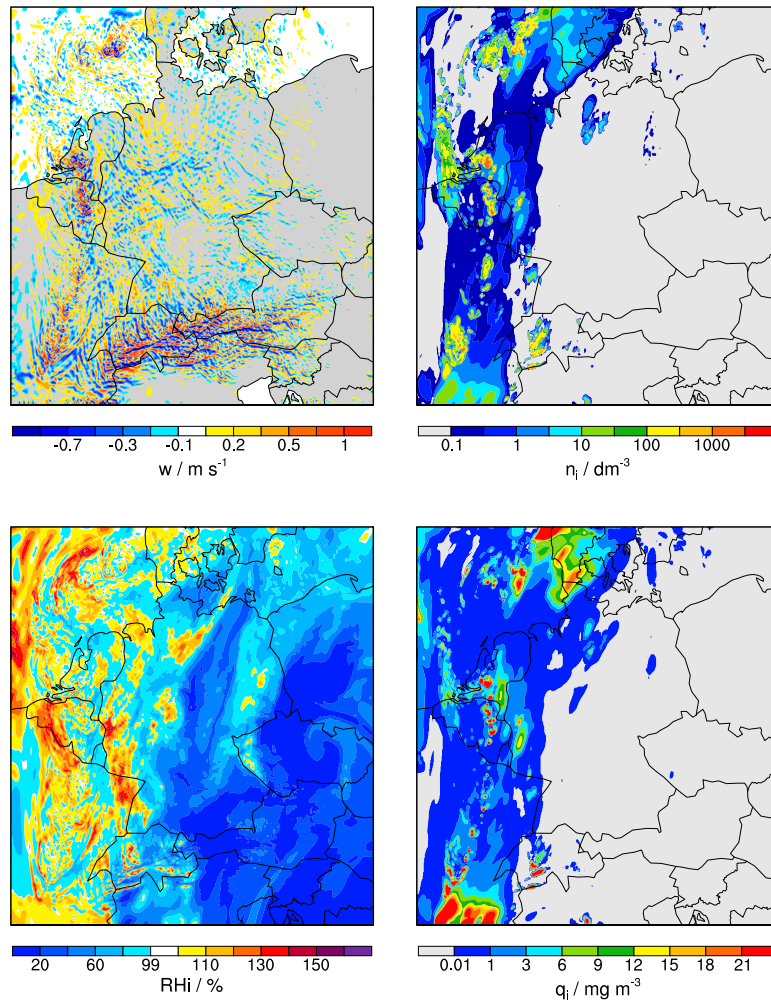 -0.7 -0.3 -0.1 0.2 0.5 1
w / m s⁻¹
0.1 1 10 100 1000
nᵢ / dm⁻³
20 60 99 110 130 150
RHi / %
0.01 1 3 6 9 12 15 18 21
qᵢ / mg m⁻³